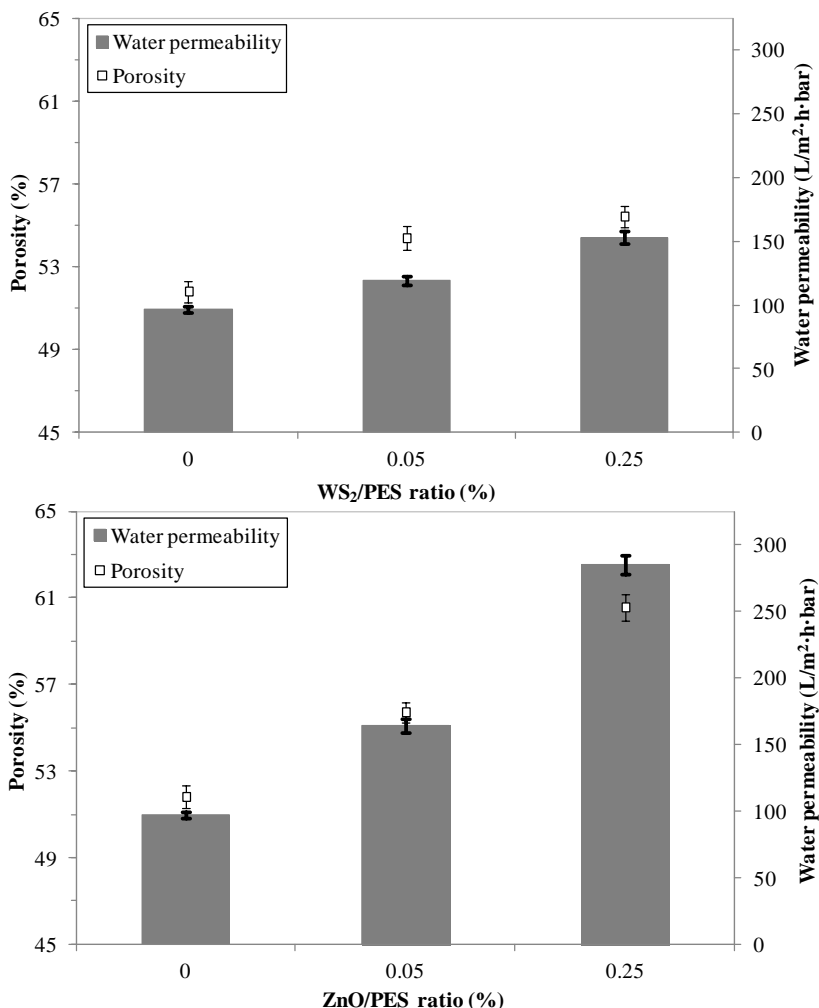 65
61
57
53
49
45
Porosity (%)
Water permeability
Porosity
300
250
200
150
100
50
0
Water permeability (L/m²·h·bar)
0 0.05 0.25
WS₂/PES ratio (%)
65
61
57
53
49
45
Porosity (%)
Water permeability
Porosity
300
250
200
150
100
50
0
Water permeability (L/m²·h·bar)
0 0.05 0.25
ZnO/PES ratio (%)